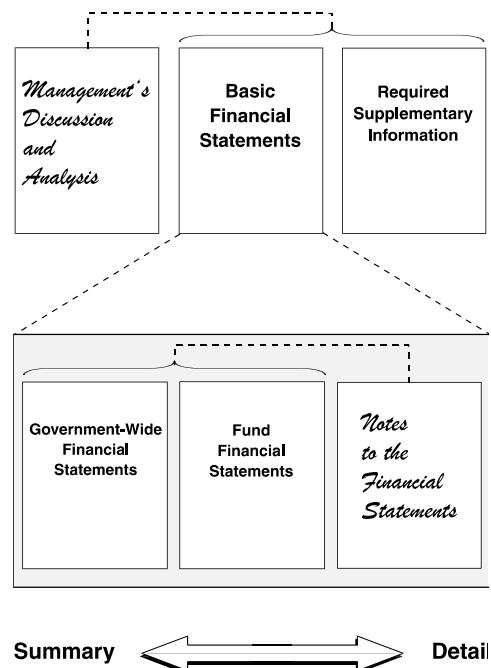 Management's
Discussion
and
Analysis
Basic
Financial
Statements
Required
Supplementary
Information
Government-Wide
Financial
Statements
Fund
Financial
Statements
Notes
to the
Financial
Statements
Summary
Detail